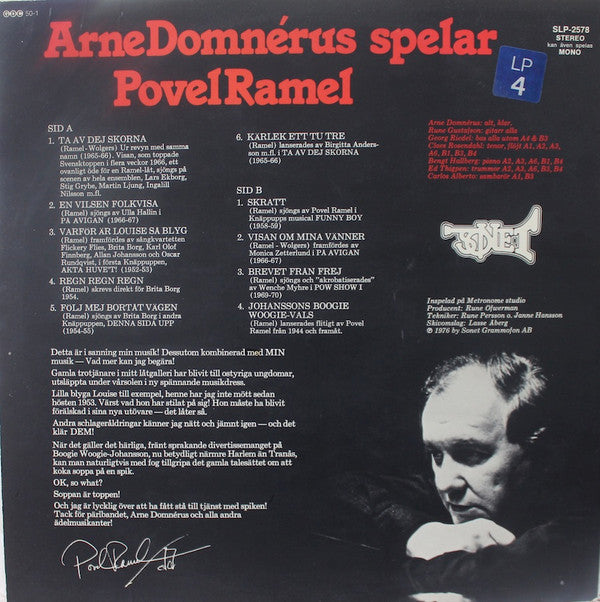 GDC 50-1
SLP-2578
STEREO
kan även spelas
MONO
Arne Domnérus spelar
Povel Ramel
LP
4
SID A
1. TA AV DEJ SKORNA
(Ramel - Wolgers) Ur revyn med samma
namn (1965-66). Visan, som toppade
Svensktoppen i flera veckor 1966, ett
ovanligt öde för en Ramel-låt, sjöngs på
scenen av hela ensemblen, Lars Ekborg,
Stig Grybe, Martin Ljung, Ingalill
Nilsson m.fl.
2. EN VILSEN FOLKVISA
(Ramel) sjöngs av Ulla Hallin i
PÅ AVIGAN (1966-67)
3. VARFÖR ÄR LOUISE SÅ BLYG
(Ramel) framfördes av sångkvartetten
Flickery Flies, Brita Borg, Karl Olof
Finnberg, Allan Johansson och Oscar
Rundqvist, i första Knäppupen,
AKTA HUVET! (1952-53)
4. REGN REGN REGN
(Ramel) skrevs direkt för Brita Borg
1954.
5. FÖLJ MEJ BORTÅT VÄGEN
(Ramel) sjöngs av Brita Borg i andra
Knäppupen, DENNA SIDA UPP
(1954-55)
6. KÄRLEK ETT TU TRE
(Ramel) lanserades av Birgitta Anders-
son m.fl. i TA AV DEJ SKORNA
(1965-66)
SID B
1. SKRATT
(Ramel) sjöngs av Povel Ramel i
Knäppupps musical FUNNY BOY
(1958-59)
2. VISAN OM MINA VÄNNER
(Ramel - Wolgers) framfördes av
Monica Zetterlund i PÅ AVIGAN
(1966-67)
3. BREVET FRÅN FREJ
(Ramel) sjöngs och "akrobatiserades"
av Wenche Myhre i POW SHOW I
(1969-70)
4. JOHANSSONS BOOGIE
WOOGIE-VALS
(Ramel) lanserades flitigt av Povel
Ramel från 1944 och framåt.
Arne Domnérus: alt, klar.
Rune Gustafson: gitarr alla
Georg Riedel: bas alla utom A4 & B3
Claes Rosendahl: tenor, flöjt A1, A2, A3,
A6, B1, B3, B4
Bengt Hallberg: piano A2, A3, A6, B1, B4
Ed Thigpen: trummor A2, A3, A6, B3, B4
Carlos Alberto: sambarör A1, B3
SONET
Inspelad på Metronome studio
Producent: Rune Öfwerman
Tekniker: Rune Persson o. Janne Hansson
Skivomslag: Lasse Åberg
℗ 1976 by Sonet Grammofon AB
Detta är i sanning min musik! Dessutom kombinerad med MIN
musik — Vad mer kan jag begära!
Gamla trotjänare i mitt låtgalleri har blivit till ostyriga ungdomar,
utsläppta under vårsolen i ny spännande musikdress.
Lilla blyga Louise till exempel, henne har jag inte mött sedan
hösten 1953. Värst vad hon har stilat på sig! Hon måste ha blivit
förälskad i sina nya utövare — det låter så.
Andra schlageråldringar känner jag nätt och jämnt igen — och det
klär DEM!
När det gäller det härliga, fränt sprakande divertissemanget på
Boogie Woogie-Johansson, nu betydligt närmre Harlem än Tranås,
kan man naturligtvis med fog tillgripa det gamla talesättet om att
koka soppa på en spik.
OK, so what?
Soppan är toppen!
Och jag är lycklig över att ha fått stå till tjänst med spiken!
Tack för pärlbandet, Arne Domnérus och alla andra
ädelmusikanter!
Povel Ramel